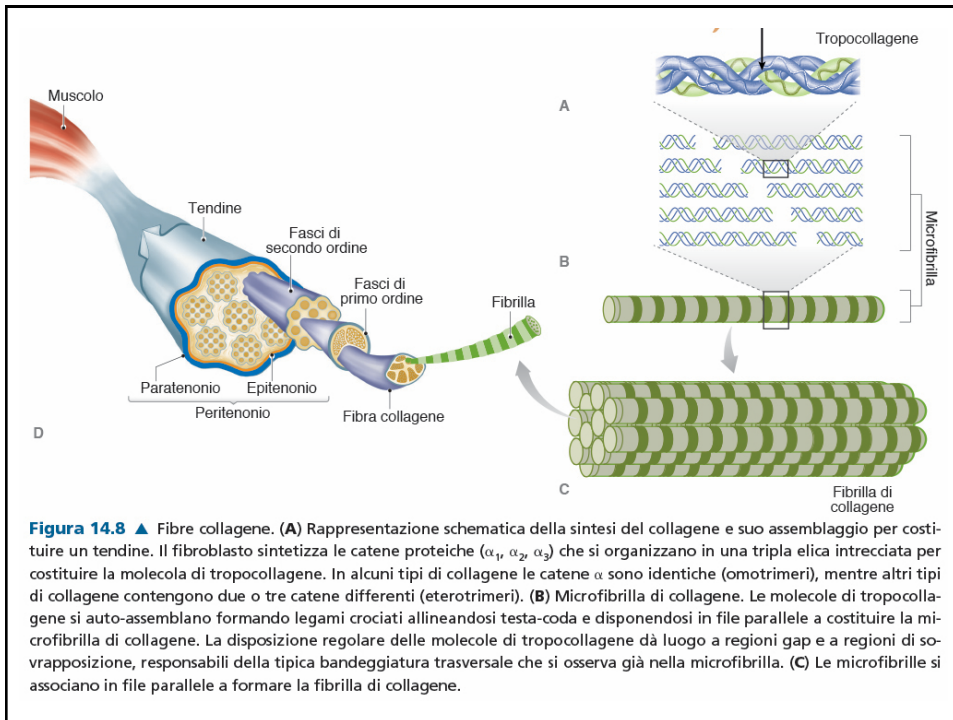 Tropocollagene
A
Muscolo
Tendine
Fasci di
secondo ordine
Fasci di
primo ordine
Fibrilla
Microfibrilla
B
Paratenonio
Epitenonio
Peritenonio
Fibra collagene
D
C
Fibrilla di
collagene
Figura 14.8 ▲ Fibre collagene. (A) Rappresentazione schematica della sintesi del collagene e suo assemblaggio per costi-
tuire un tendine. Il fibroblasto sintetizza le catene proteiche (α₁, α₂, α₃) che si organizzano in una tripla elica intrecciata per
costituire la molecola di tropocollagene. In alcuni tipi di collagene le catene α sono identiche (omotrimeri), mentre altri tipi
di collagene contengono due o tre catene differenti (eterotrimeri). (B) Microfibrilla di collagene. Le molecole di tropocolla-
gene si auto-assemblano formando legami crociati allineandosi testa-coda e disponendosi in file parallele a costituire la mi-
crofibrilla di collagene. La disposizione regolare delle molecole di tropocollagene dà luogo a regioni gap e a regioni di so-
vrapposizione, responsabili della tipica bandeggiatura trasversale che si osserva già nella microfibrilla. (C) Le microfibrille si
associano in file parallele a formare la fibrilla di collagene.